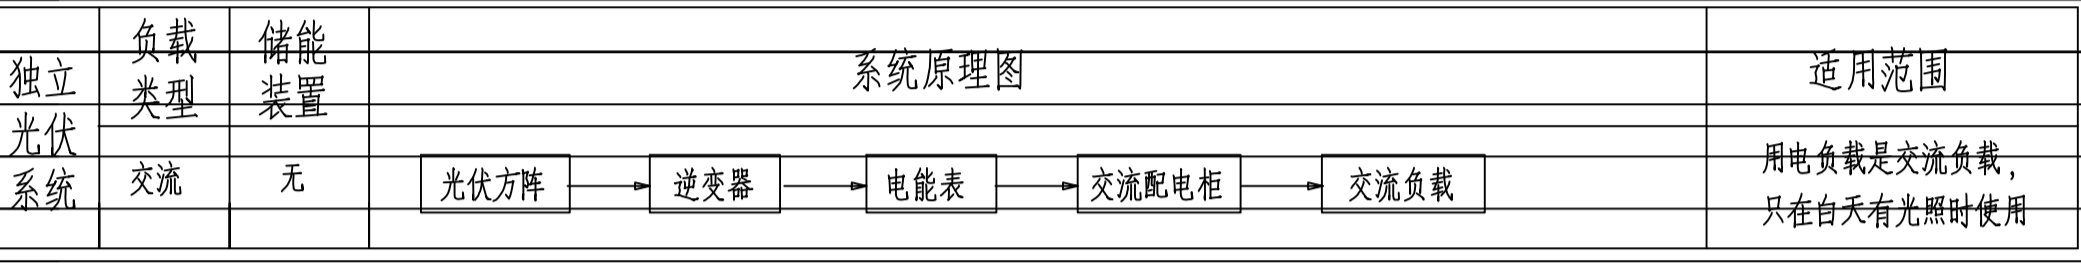 独立
光伏
系统
负载
类型
储能
装置
系统原理图
适用范围
交流
无
光伏方阵
逆变器
电能表
交流配电柜
交流负载
用电负载是交流负载，
只在白天有光照时使用